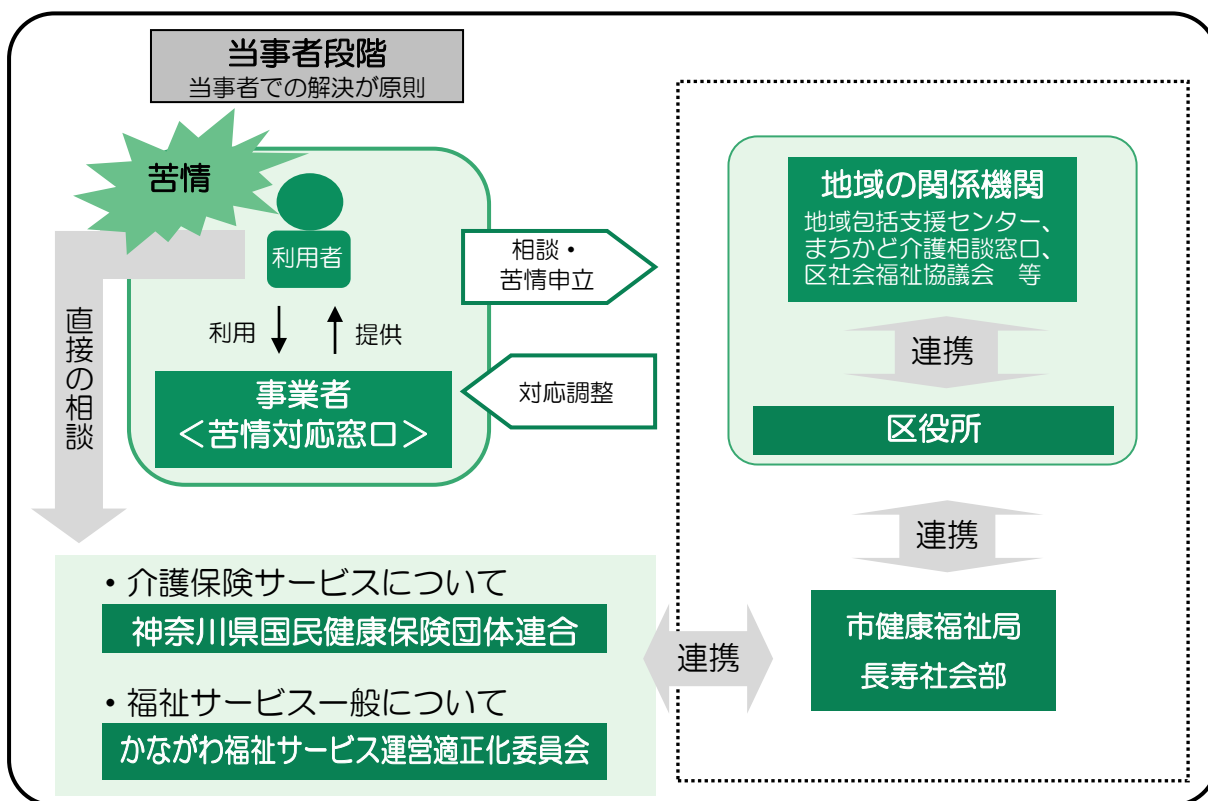 当事者段階
当事者での解決が原則
苦情
利用者
利用
提供
事業者
＜苦情対応窓口＞
直接の相談
相談・
苦情申立
対応調整
地域の関係機関
地域包括支援センター、
まちかど介護相談窓口、
区社会福祉協議会　等
連携
区役所
連携
市健康福祉局
長寿社会部
連携
・介護保険サービスについて
神奈川県国民健康保険団体連合
・福祉サービス一般について
かながわ福祉サービス運営適正化委員会